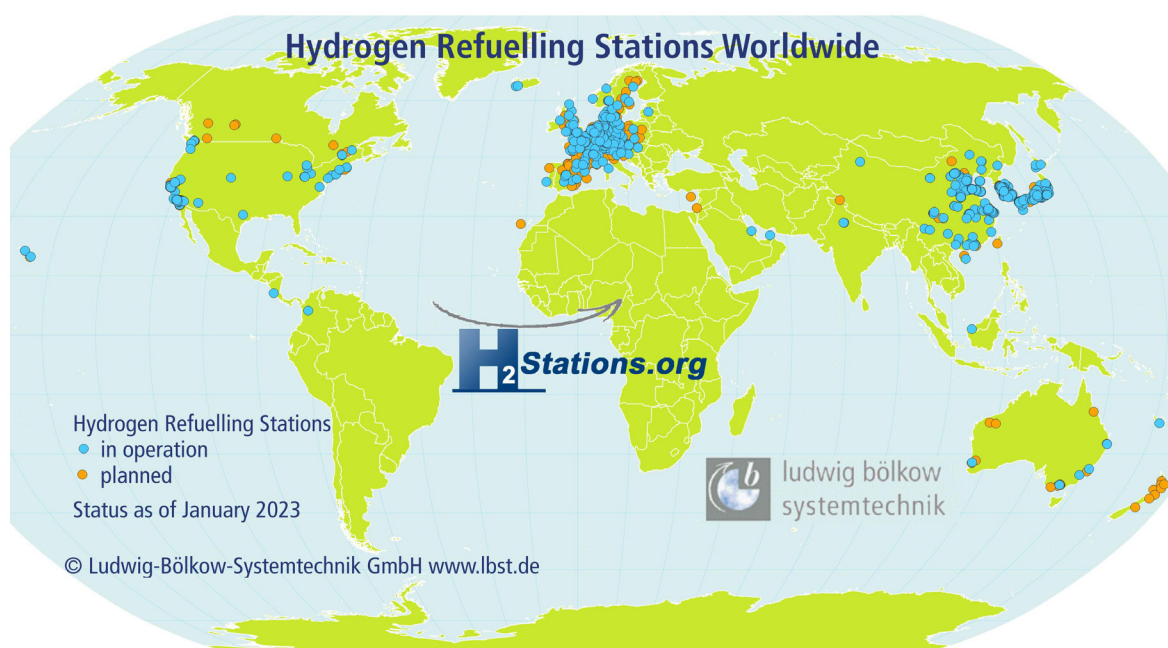 Hydrogen Refuelling Stations Worldwide
H2Stations.org
Hydrogen Refuelling Stations
in operation
planned
Status as of January 2023
b
ludwig bölkow
systemtechnik
© Ludwig-Bölkow-Systemtechnik GmbH www.lbst.de